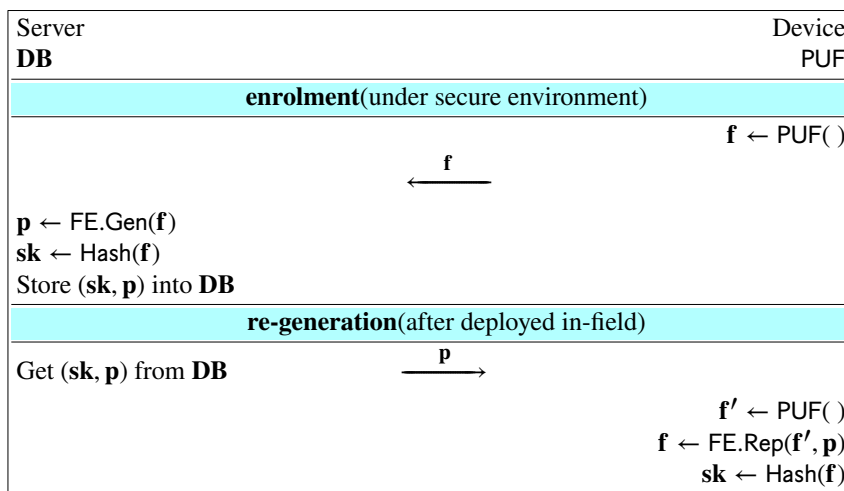 Server Device
DB PUF
enrolment(under secure environment)
f ← PUF( )
f
p ← FE.Gen(f)
sk ← Hash(f)
Store (sk, p) into DB
re-generation(after deployed in-field)
Get (sk, p) from DB p
f′ ← PUF( )
f ← FE.Rep(f′, p)
sk ← Hash(f)